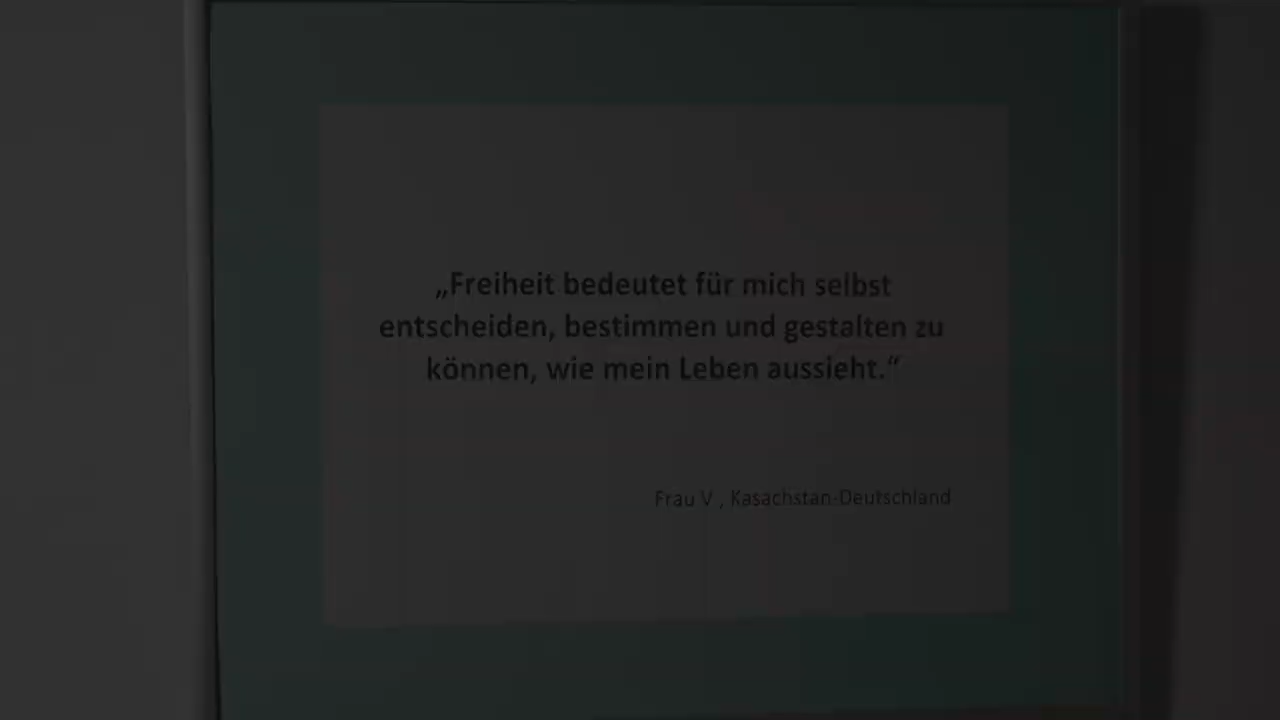 „Freiheit bedeutet für mich selbst
entscheiden, bestimmen und gestalten zu
können, wie mein Leben aussieht.“
Frau V., Kasachstan-Deutschland